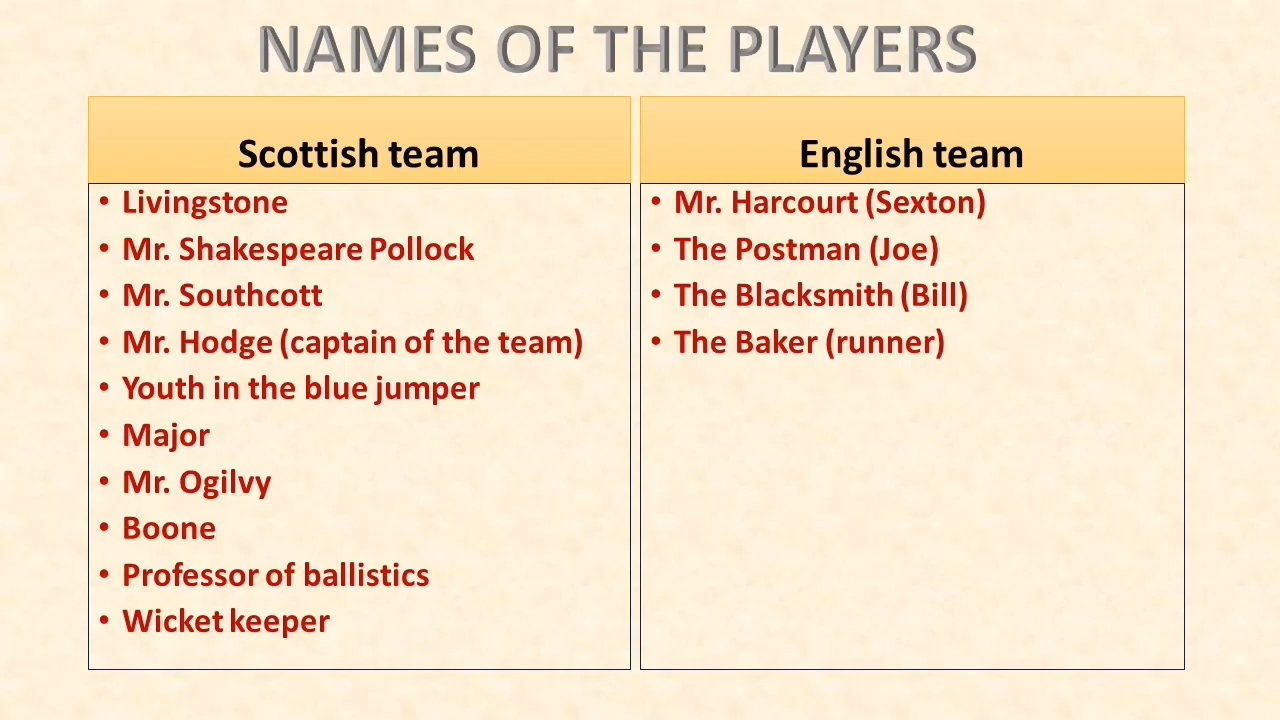 NAMES OF THE PLAYERS
Scottish team
• Livingstone
• Mr. Shakespeare Pollock
• Mr. Southcott
• Mr. Hodge (captain of the team)
• Youth in the blue jumper
• Major
• Mr. Ogilvy
• Boone
• Professor of ballistics
• Wicket keeper
English team
• Mr. Harcourt (Sexton)
• The Postman (Joe)
• The Blacksmith (Bill)
• The Baker (runner)